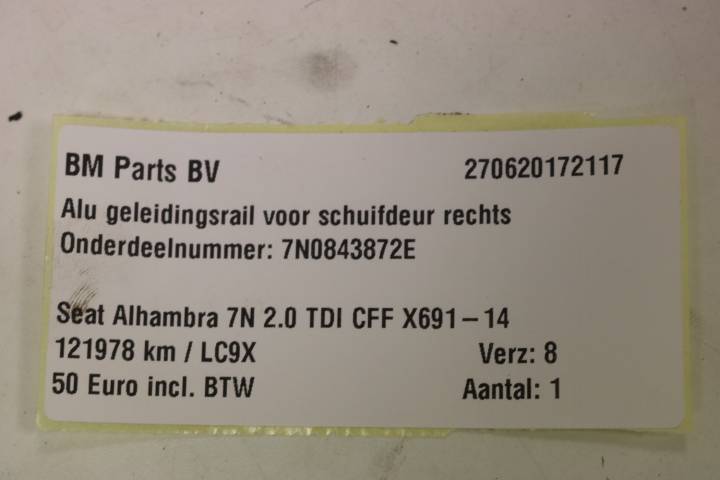 BM Parts BV 270620172117
Alu geleidingsrail voor schuifdeur rechts
Onderdeelnummer: 7N0843872E
Seat Alhambra 7N 2.0 TDI CFF X691-14
121978 km / LC9X Verz: 8
50 Euro incl. BTW Aantal: 1